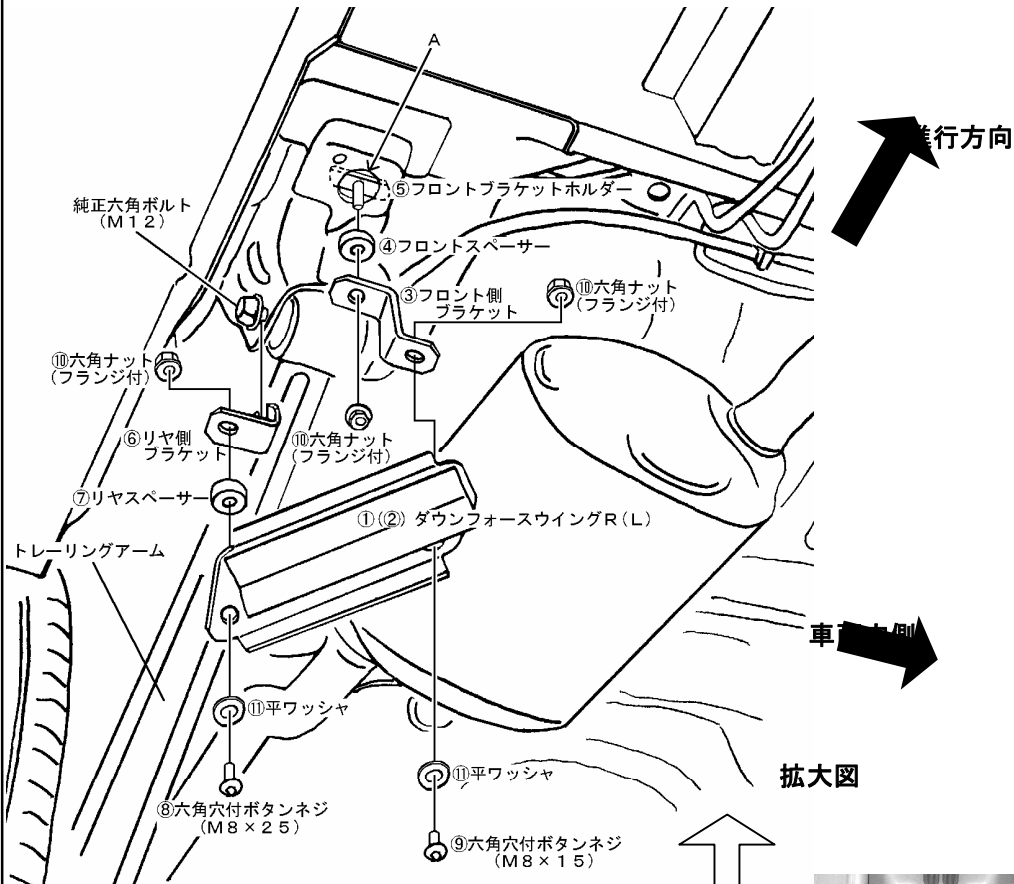 A
進行方向
⑤フロントブラケットホルダー
純正六角ボルト
(M12)
④フロントスペーサー
③フロント側
ブラケット
⑩六角ナット
(フランジ付)
⑩六角ナット
(フランジ付)
⑥リヤ側
ブラケット
⑩六角ナット
(フランジ付)
⑦リヤスペーサー
①(②) ダウンフォースウイングR(L)
トレーリングアーム
⑪平ワッシャ
⑪平ワッシャ
拡大図
⑧六角穴付ボタンネジ
(M8×25)
⑨六角穴付ボタンネジ
(M8×15)